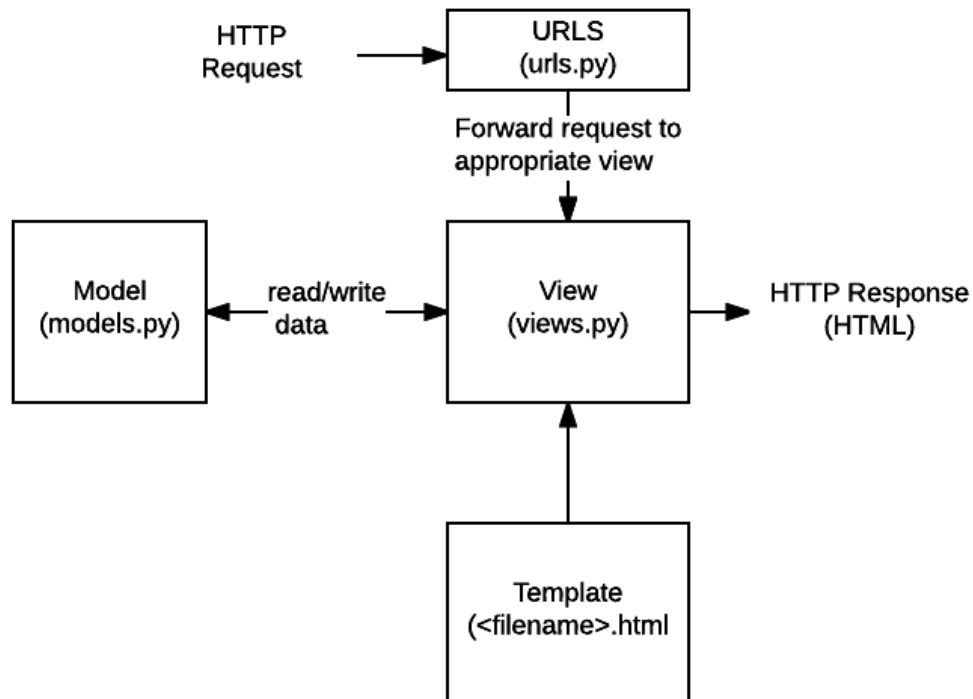 HTTP
Request
URLS
(urls.py)
Forward request to
appropriate view
Model
(models.py)
read/write
data
View
(views.py)
HTTP Response
(HTML)
Template
(<filename>.html